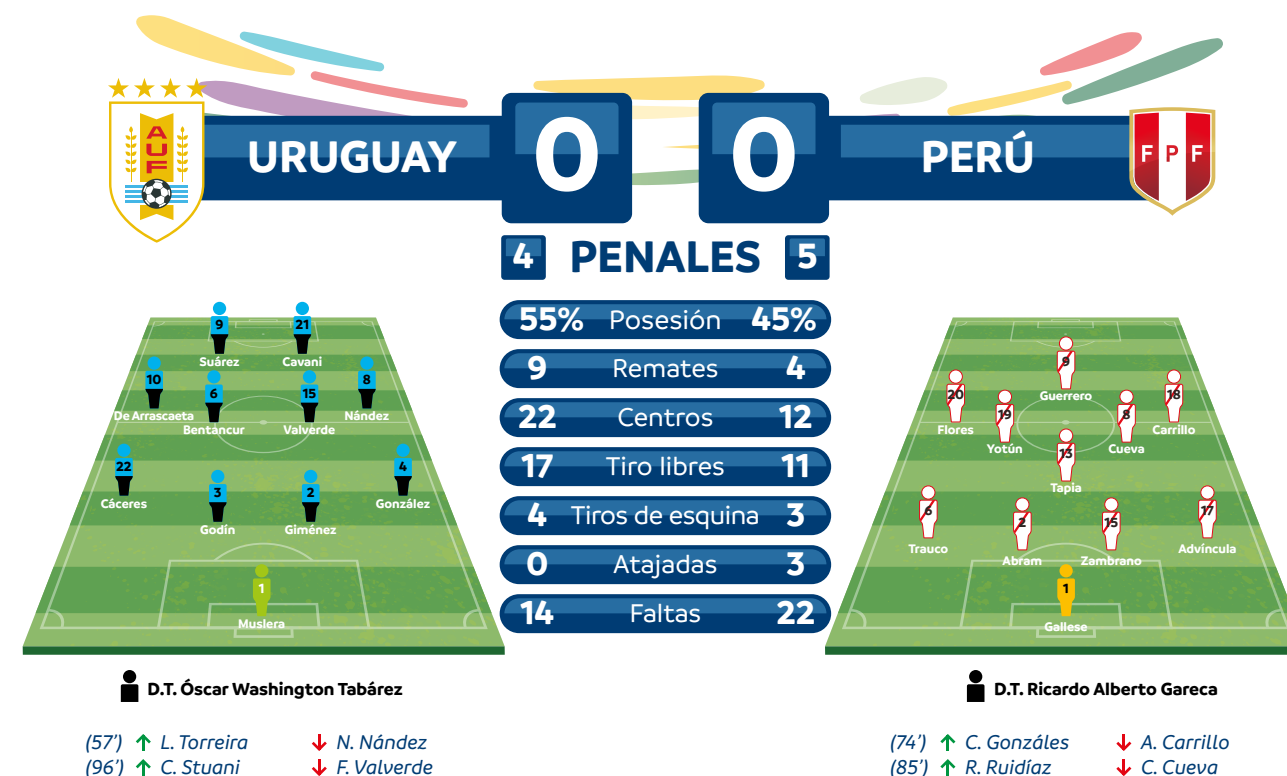 URUGUAY 0 0 PERÚ
AUF
FPF
4 PENALES 5
55% Posesión 45%
9 Remates 4
22 Centros 12
17 Tiro libres 11
4 Tiros de esquina 3
0 Atajadas 3
14 Faltas 22
9 Suárez
21 Cavani
10 De Arrascaeta
6 Bentáncur
15 Valverde
8 Nández
22 Cáceres
3 Godín
2 Giménez
4 González
1 Muslera
9 Guerrero
20 Flores
19 Yotún
8 Cueva
18 Carrillo
13 Tapia
6 Trauco
2 Abram
15 Zambrano
17 Advíncula
1 Gallese
D.T. Óscar Washington Tabárez
(57’) L. Torreira N. Nández
(96’) C. Stuani F. Valverde
D.T. Ricardo Alberto Gareca
(74’) C. Gonzáles A. Carrillo
(85’) R. Ruidíaz C. Cueva